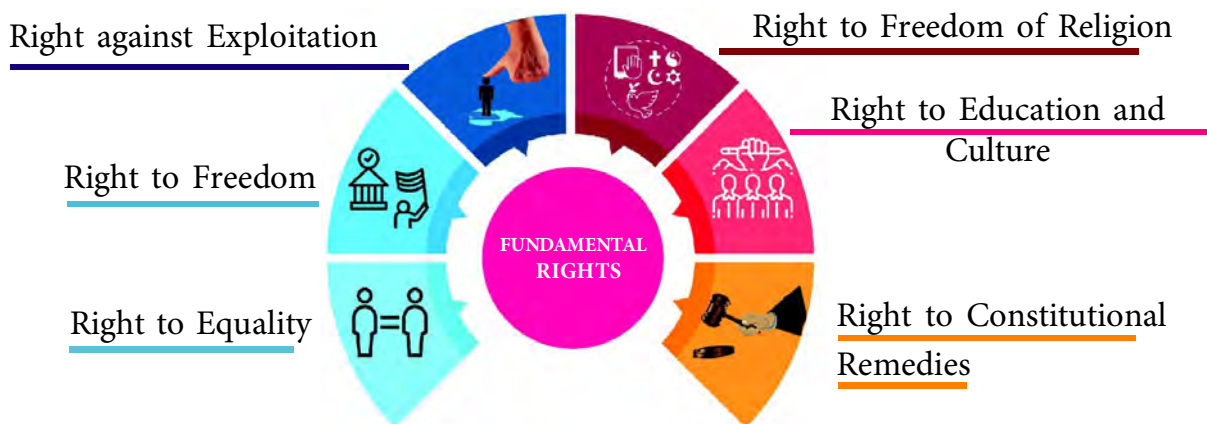 Right against Exploitation
Right to Freedom of Religion
Right to Education and
Culture
Right to Freedom
FUNDAMENTAL
RIGHTS
Right to Equality
Right to Constitutional
Remedies